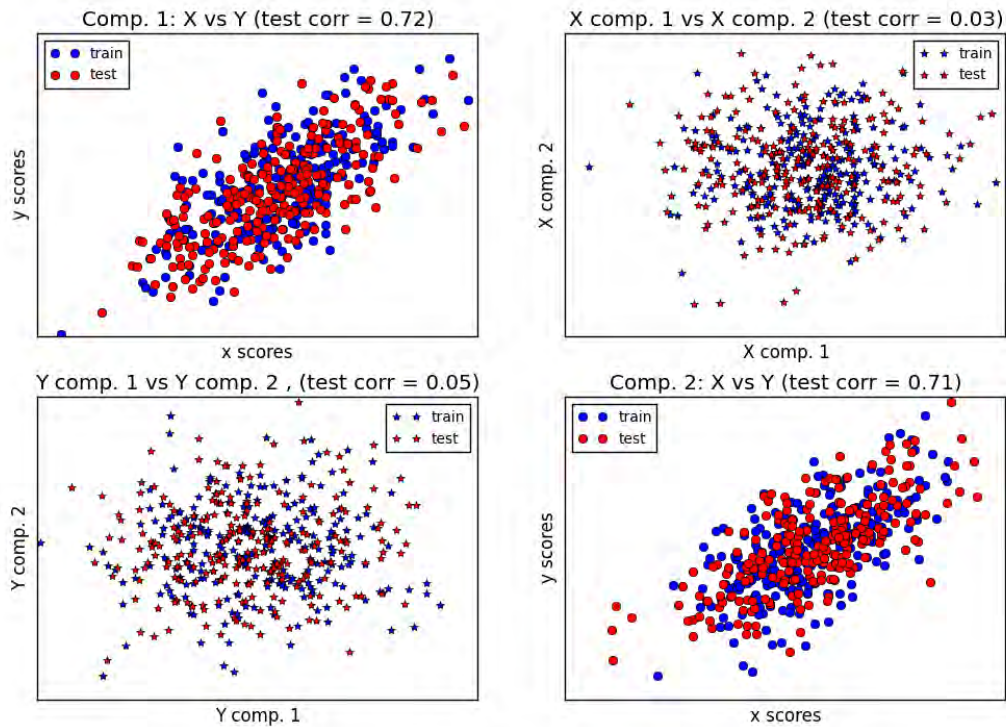 Comp. 1: X vs Y (test corr = 0.72)
train
test
y scores
x scores
X comp. 1 vs X comp. 2 (test corr = 0.03)
train
test
X comp. 2
X comp. 1
Y comp. 1 vs Y comp. 2 , (test corr = 0.05)
train
test
Y comp. 2
Y comp. 1
Comp. 2: X vs Y (test corr = 0.71)
train
test
y scores
x scores